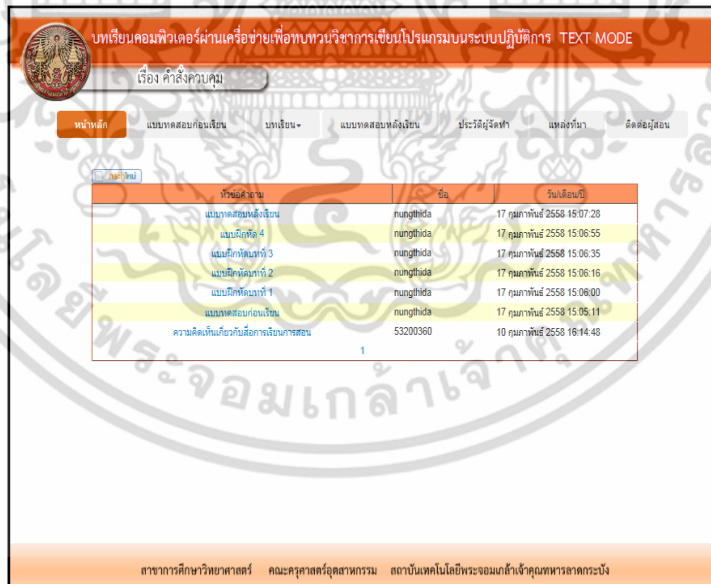 บทเรียนคอมพิวเตอร์ผ่านเครือข่ายเพื่อทบทวนวิชาการเขียนโปรแกรมบนระบบปฏิบัติการ TEXT MODE
เรื่อง คำสั่งควบคุม
หน้าหลัก แบบทดสอบก่อนเรียน บทเรียน แบบทดสอบหลังเรียน ประวัติผู้จัดทำ แหล่งที่มา ติดต่อผู้สอน
กระทู้ใหม่
หัวข้อคำถาม ชื่อ วัน/เดือน/ปี
แบบทดสอบหลังเรียน nungthida 17 กุมภาพันธ์ 2558 15:07:28
แบบฝึกหัด 4 nungthida 17 กุมภาพันธ์ 2558 15:06:55
แบบฝึกหัดบทที่ 3 nungthida 17 กุมภาพันธ์ 2558 15:06:35
แบบฝึกหัดบทที่ 2 nungthida 17 กุมภาพันธ์ 2558 15:06:16
แบบฝึกหัดบทที่ 1 nungthida 17 กุมภาพันธ์ 2558 15:06:00
แบบทดสอบก่อนเรียน nungthida 17 กุมภาพันธ์ 2558 15:05:11
ความคิดเห็นเกี่ยวกับสื่อการเรียนการสอน 53200360 10 กุมภาพันธ์ 2558 16:14:48
1
สาขาการศึกษาวิทยาศาสตร์ คณะครุศาสตร์อุตสาหกรรม สถาบันเทคโนโลยีพระจอมเกล้าเจ้าคุณทหารลาดกระบัง